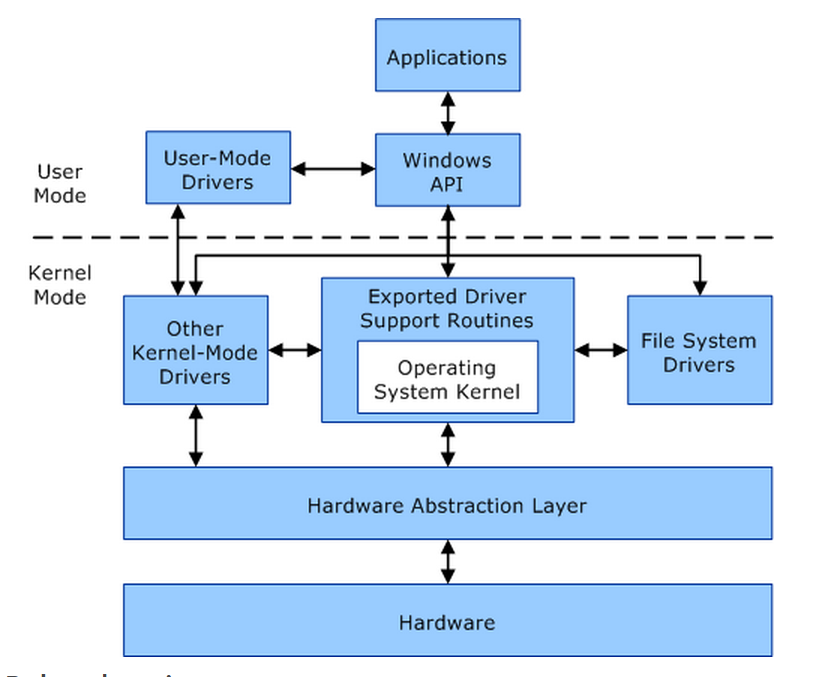 Applications
User-Mode
Drivers
Windows
API
User
Mode
Kernel
Mode
Exported Driver
Support Routines
Other
Kernel-Mode
Drivers
Operating
System Kernel
File System
Drivers
Hardware Abstraction Layer
Hardware